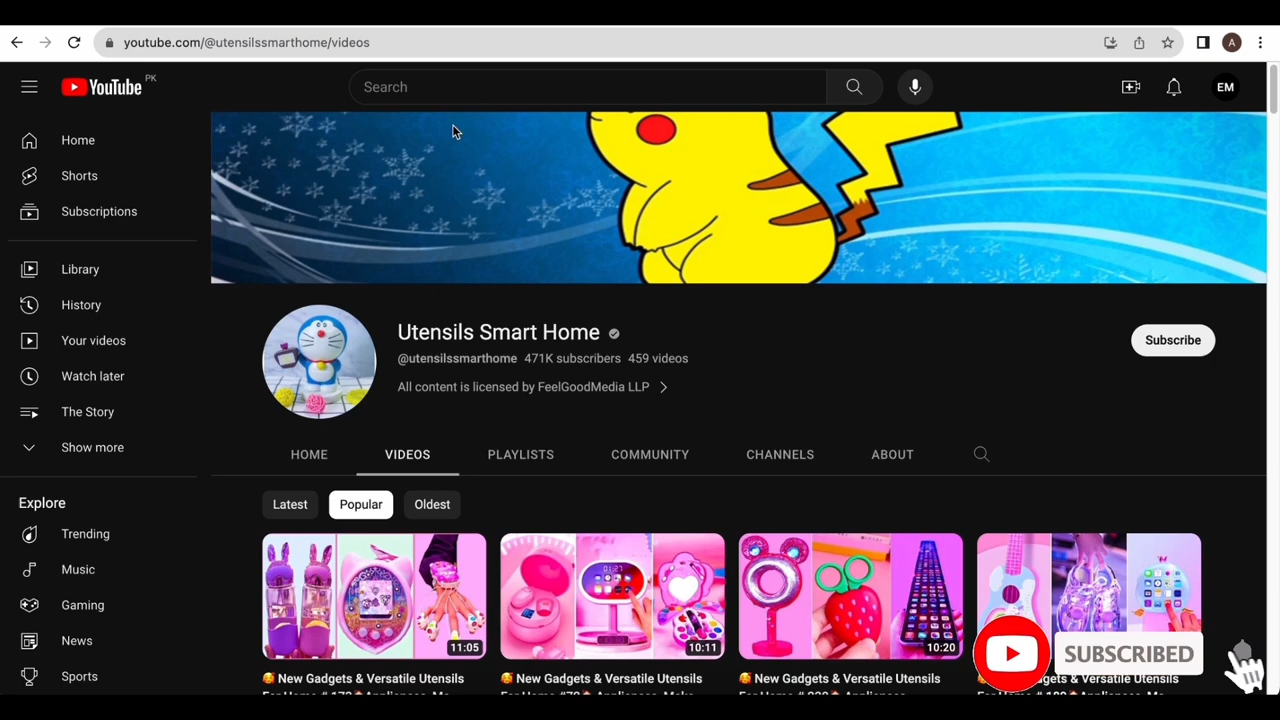 youtube.com/@utensilssmarthome/videos
A
YouTube PK
Search
EM
Home
Shorts
Subscriptions
Library
History
Your videos
Watch later
The Story
Show more
Explore
Trending
Music
Gaming
News
Sports
Utensils Smart Home
@utensilssmarthome 471K subscribers 459 videos
All content is licensed by FeelGoodMedia LLP
Subscribe
HOME VIDEOS PLAYLISTS COMMUNITY CHANNELS ABOUT
Latest Popular Oldest
11:05
10:11
10:20
🥰 New Gadgets & Versatile Utensils
🥰 New Gadgets & Versatile Utensils
🥰 New Gadgets & Versatile Utensils
Gadgets & Versatile Utensils
SUBSCRIBED